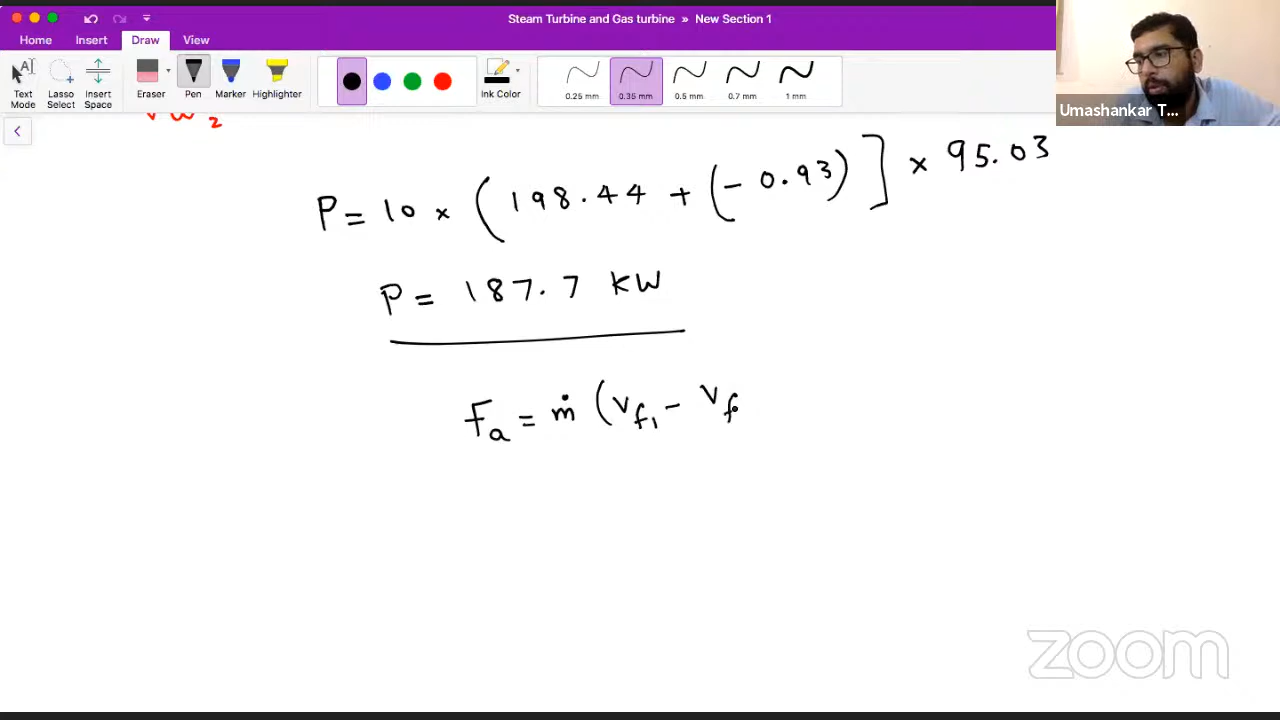 Steam Turbine and Gas turbine » New Section 1
Home Insert Draw View
Text Mode
Lasso Select
Insert Space
Eraser
Pen
Marker
Highlighter
Ink Color
0.25 mm
0.35 mm
0.5 mm
0.7 mm
1 mm
Umashankar T...
P = 10 × (198.44 + (- 0.93)] × 95.03
P = 187.7 KW
Fa = ṁ (Vf1 - Vf
zoom